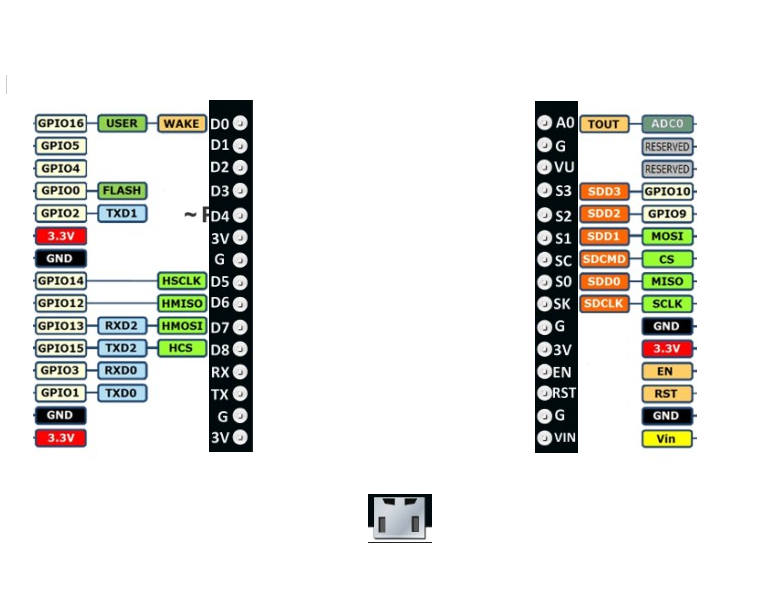 GPIO16 USER WAKE D0
GPIO5 D1
GPIO4 D2
GPIO0 FLASH D3
GPIO2 TXD1 ~ D4
3.3V 3V
GND G
GPIO14 HSCLK D5
GPIO12 HMISO D6
GPIO13 RXD2 HMOSI D7
GPIO15 TXD2 HCS D8
GPIO3 RXD0 RX
GPIO1 TXD0 TX
GND G
3.3V 3V
A0 TOUT ADC0
G RESERVED
VU RESERVED
S3 SDD3 GPIO10
S2 SDD2 GPIO9
S1 SDD1 MOSI
SC SDCMD CS
S0 SDD0 MISO
SK SDCLK SCLK
G GND
3V 3.3V
EN EN
RST RST
G GND
VIN Vin